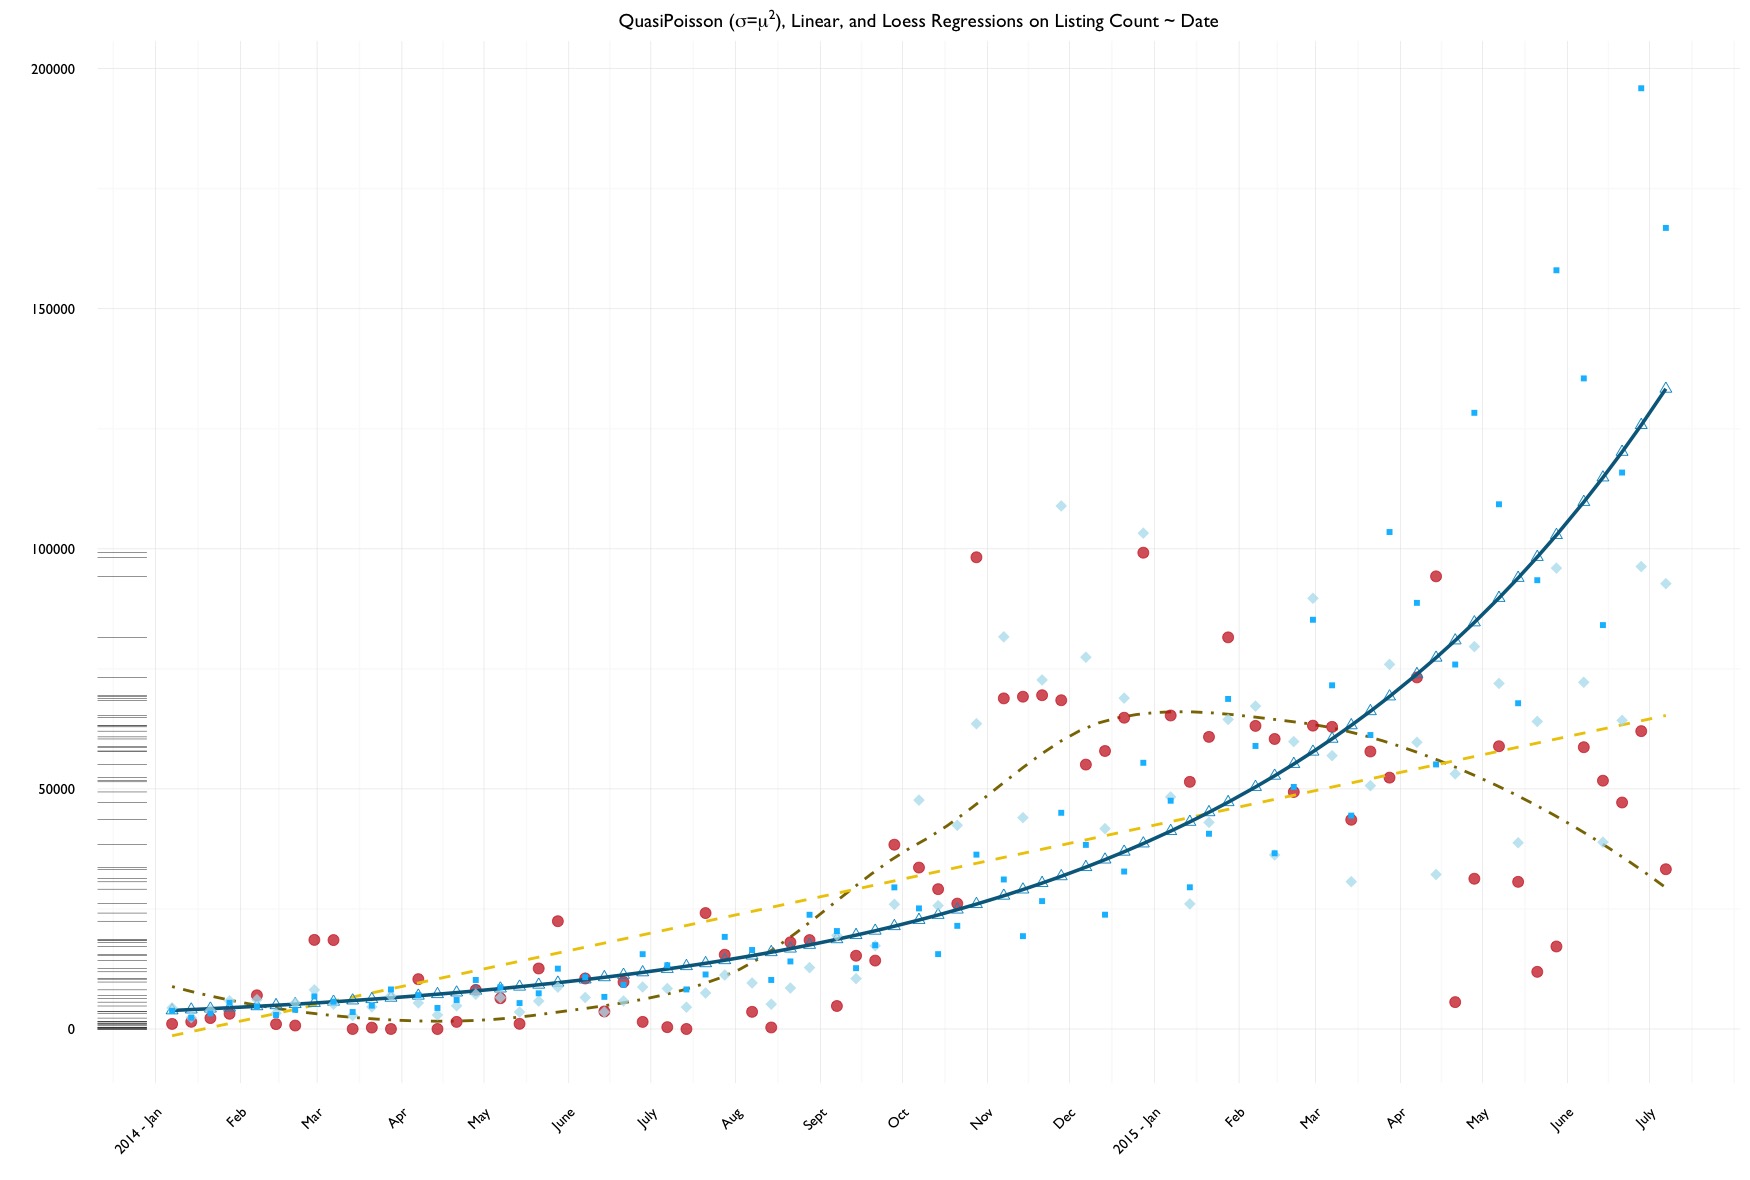 QuasiPoisson (σ=μ²), Linear, and Loess Regressions on Listing Count ~ Date
200000
150000
100000
50000
0
2014 - Jan
Feb
Mar
Apr
May
June
July
Aug
Sept
Oct
Nov
Dec
2015 - Jan
Feb
Mar
Apr
May
June
July